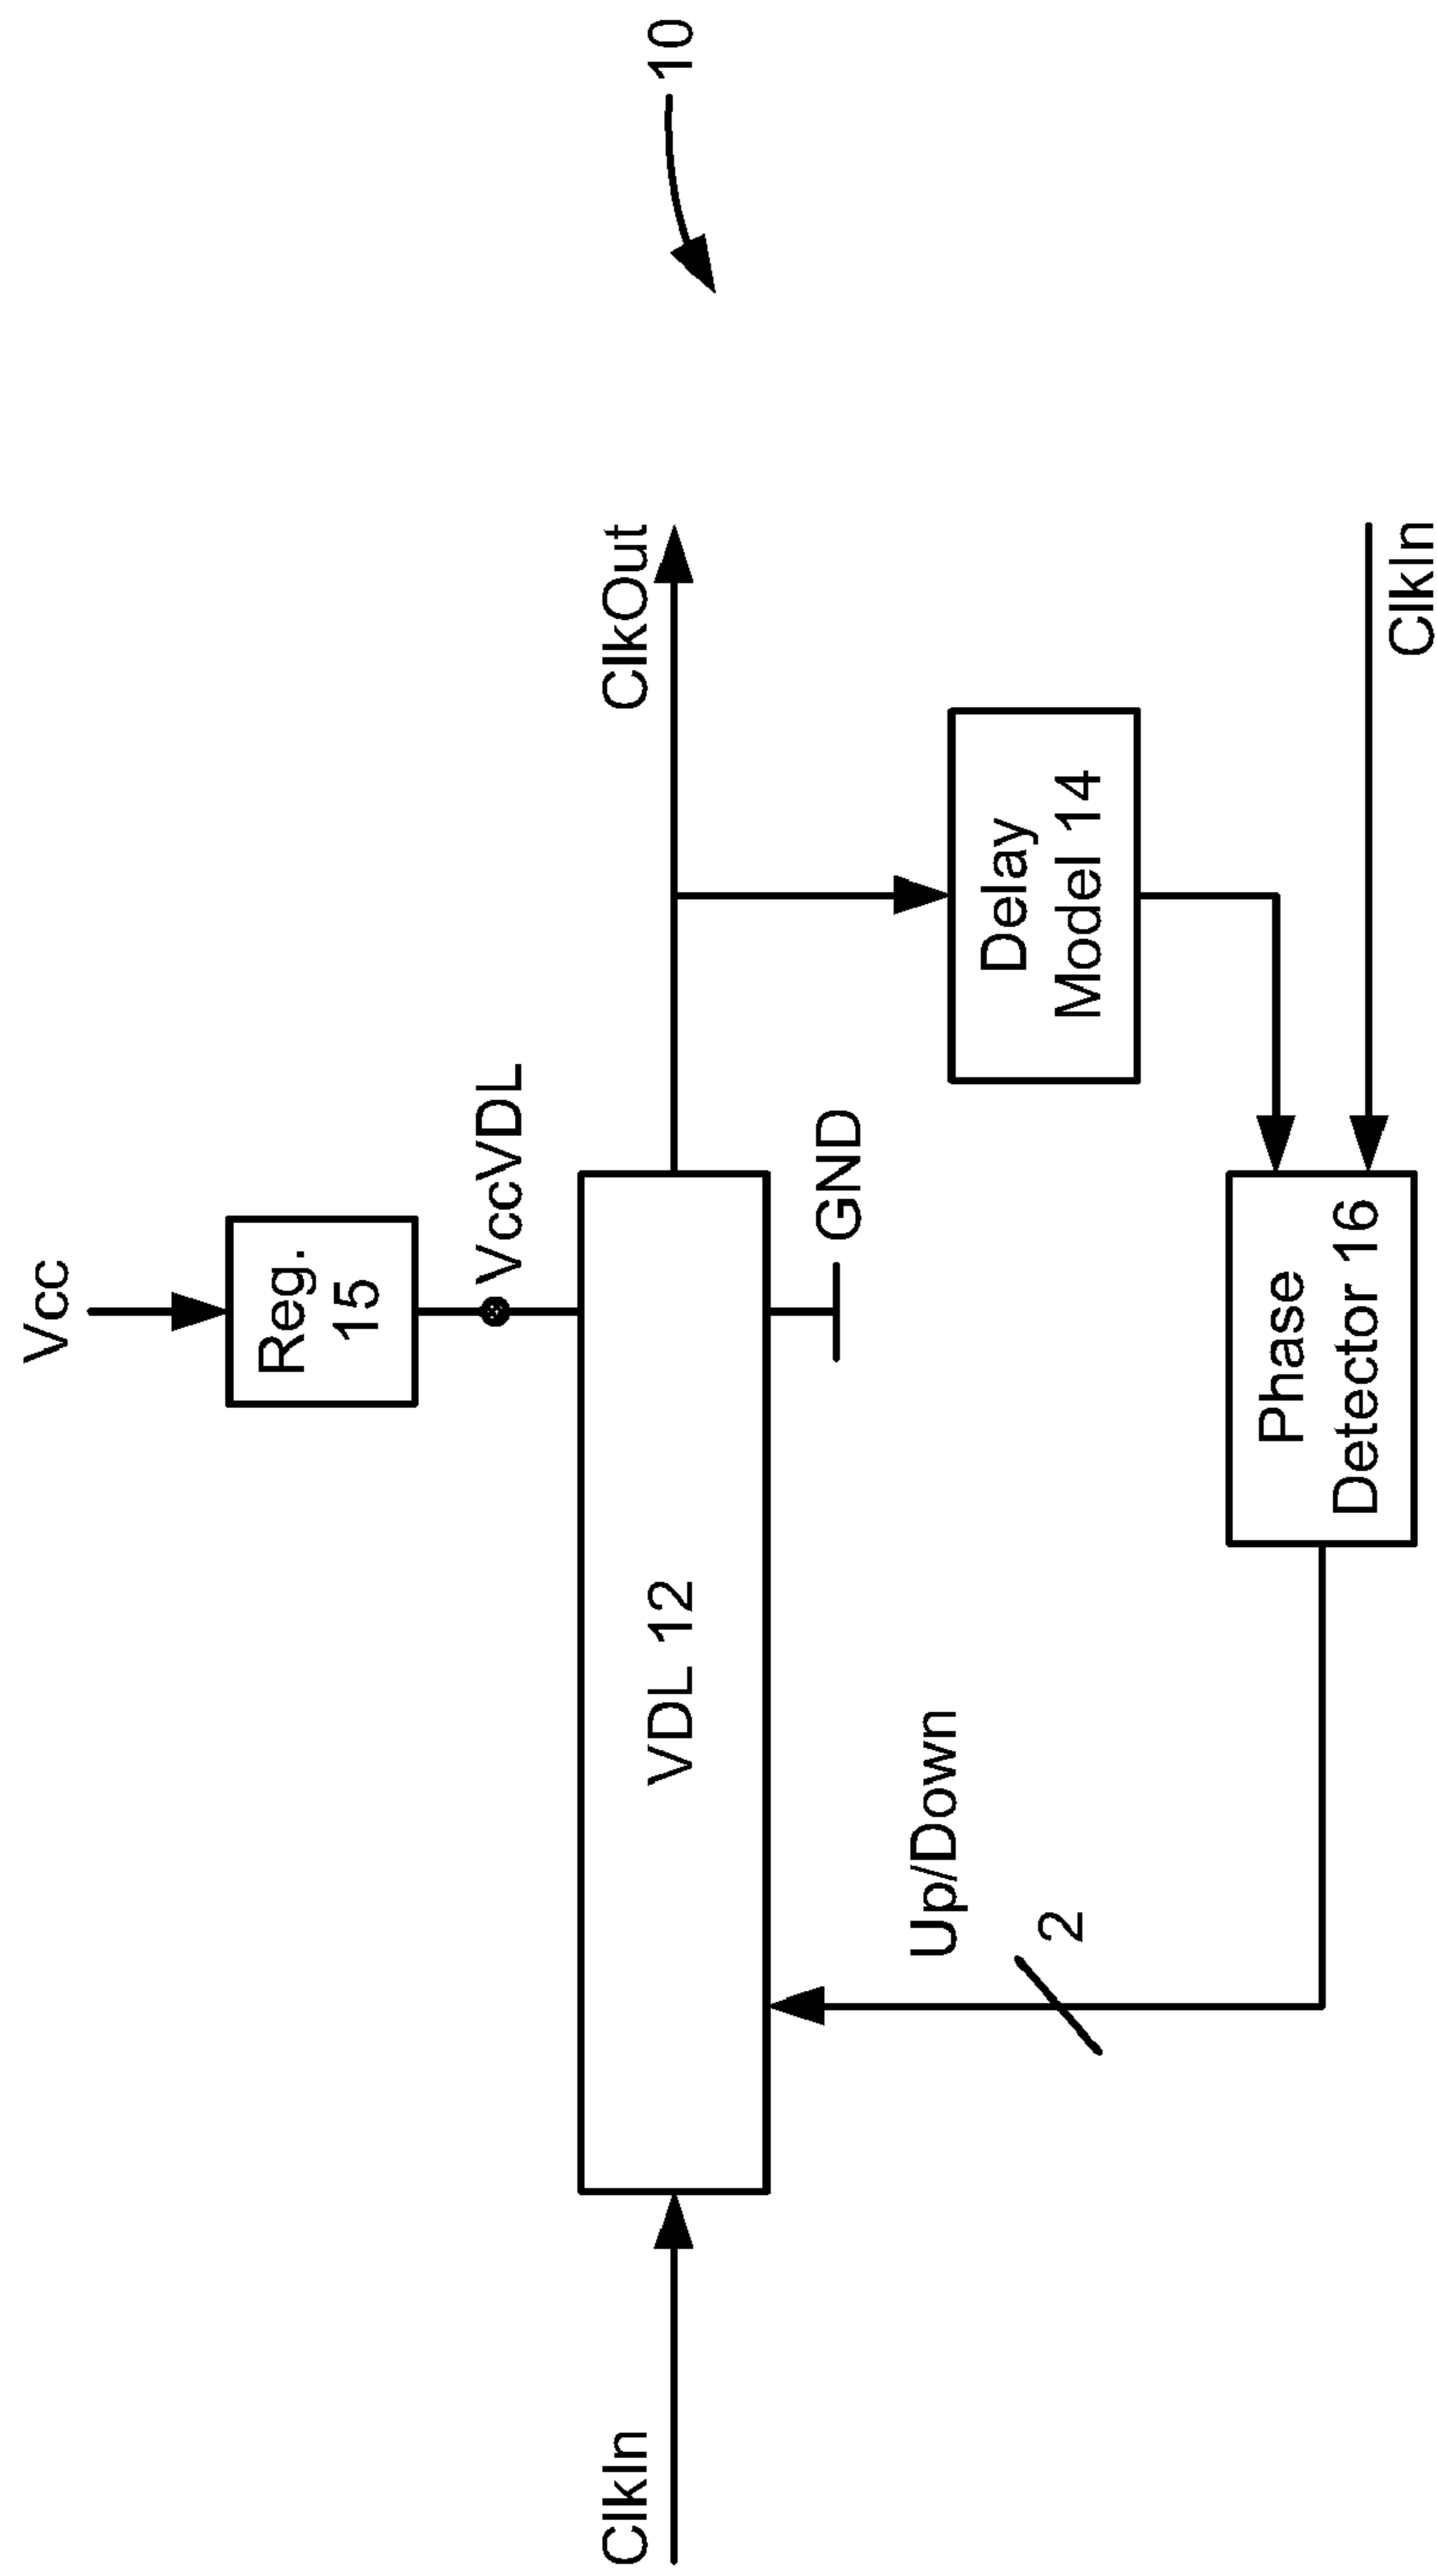 Vcc
Reg.
15
VccVDL
10
ClkIn
VDL 12
ClkOut
GND
Up/Down
2
Delay
Model 14
Phase
Detector 16
ClkIn